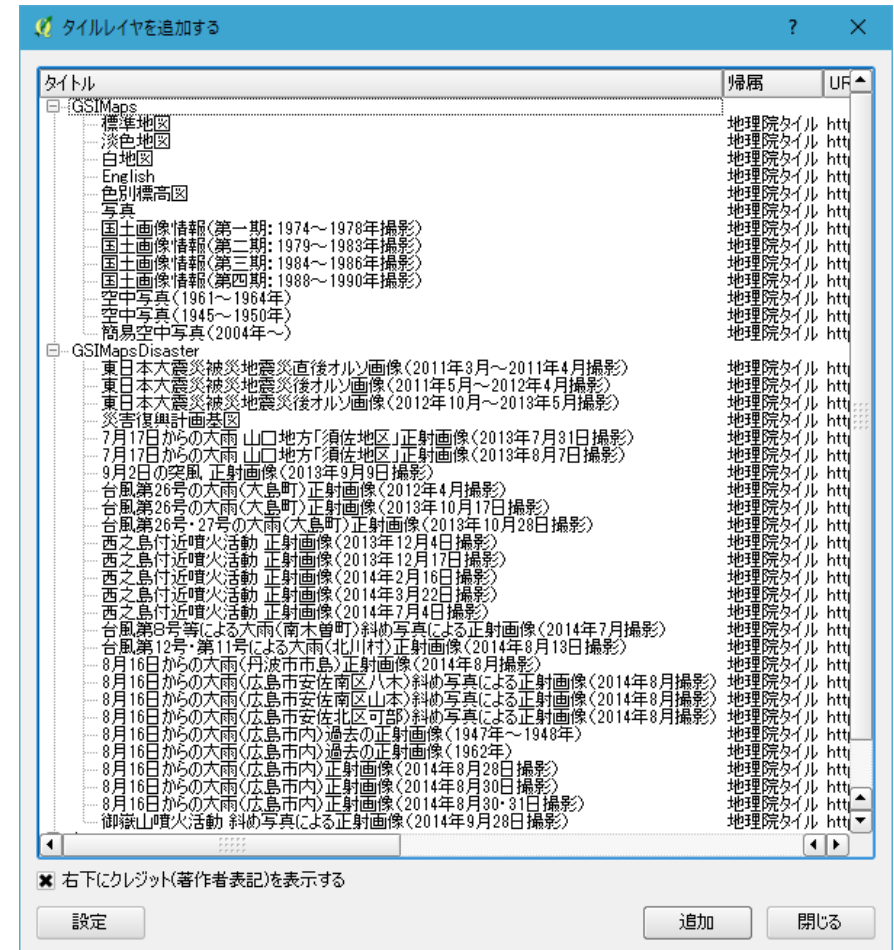 タイルレイヤを追加する ? ×
タイトル 帰属 UR
GSIMaps
標準地図 地理院タイル http
淡色地図 地理院タイル http
白地図 地理院タイル http
English 地理院タイル http
色別標高図 地理院タイル http
写真 地理院タイル http
国土画像情報(第一期:1974～1978年撮影) 地理院タイル http
国土画像情報(第二期:1979～1983年撮影) 地理院タイル http
国土画像情報(第三期:1984～1986年撮影) 地理院タイル http
国土画像情報(第四期:1988～1990年撮影) 地理院タイル http
空中写真(1961～1964年) 地理院タイル http
空中写真(1945～1950年) 地理院タイル http
簡易空中写真(2004年～) 地理院タイル http
GSIMapsDisaster
東日本大震災被災地震災直後オルソ画像(2011年3月～2011年4月撮影) 地理院タイル http
東日本大震災被災地震災後オルソ画像(2011年5月～2012年4月撮影) 地理院タイル http
東日本大震災被災地震災後オルソ画像(2012年10月～2013年5月撮影) 地理院タイル http
災害復興計画基図 地理院タイル http
7月17日からの大雨 山口地方「須佐地区」正射画像(2013年7月31日撮影) 地理院タイル http
7月17日からの大雨 山口地方「須佐地区」正射画像(2013年8月7日撮影) 地理院タイル http
9月2日の突風 正射画像(2013年9月9日撮影) 地理院タイル http
台風第26号の大雨(大島町)正射画像(2012年4月撮影) 地理院タイル http
台風第26号の大雨(大島町)正射画像(2013年10月17日撮影) 地理院タイル http
台風第26号・27号の大雨(大島町)正射画像(2013年10月28日撮影) 地理院タイル http
西之島付近噴火活動 正射画像(2013年12月4日撮影) 地理院タイル http
西之島付近噴火活動 正射画像(2013年12月17日撮影) 地理院タイル http
西之島付近噴火活動 正射画像(2014年2月16日撮影) 地理院タイル http
西之島付近噴火活動 正射画像(2014年3月22日撮影) 地理院タイル http
西之島付近噴火活動 正射画像(2014年7月4日撮影) 地理院タイル http
台風第8号等による大雨(南木曽町)斜め写真による正射画像(2014年7月撮影) 地理院タイル http
台風第12号・第11号による大雨(北川村)正射画像(2014年8月13日撮影) 地理院タイル http
8月16日からの大雨(丹波市市島)正射画像(2014年8月撮影) 地理院タイル http
8月16日からの大雨(広島市安佐南区八木)斜め写真による正射画像(2014年8月撮影) 地理院タイル http
8月16日からの大雨(広島市安佐南区山本)斜め写真による正射画像(2014年8月撮影) 地理院タイル http
8月16日からの大雨(広島市安佐北区可部)斜め写真による正射画像(2014年8月撮影) 地理院タイル http
8月16日からの大雨(広島市内)過去の正射画像(1947年～1948年) 地理院タイル http
8月16日からの大雨(広島市内)過去の正射画像(1962年) 地理院タイル http
8月16日からの大雨(広島市内)正射画像(2014年8月28日撮影) 地理院タイル http
8月16日からの大雨(広島市内)正射画像(2014年8月30日撮影) 地理院タイル http
8月16日からの大雨(広島市内)正射画像(2014年8月30・31日撮影) 地理院タイル http
御嶽山噴火活動 斜め写真による正射画像(2014年9月28日撮影) 地理院タイル http
右下にクレジット(著作者表記)を表示する
設定 追加 閉じる